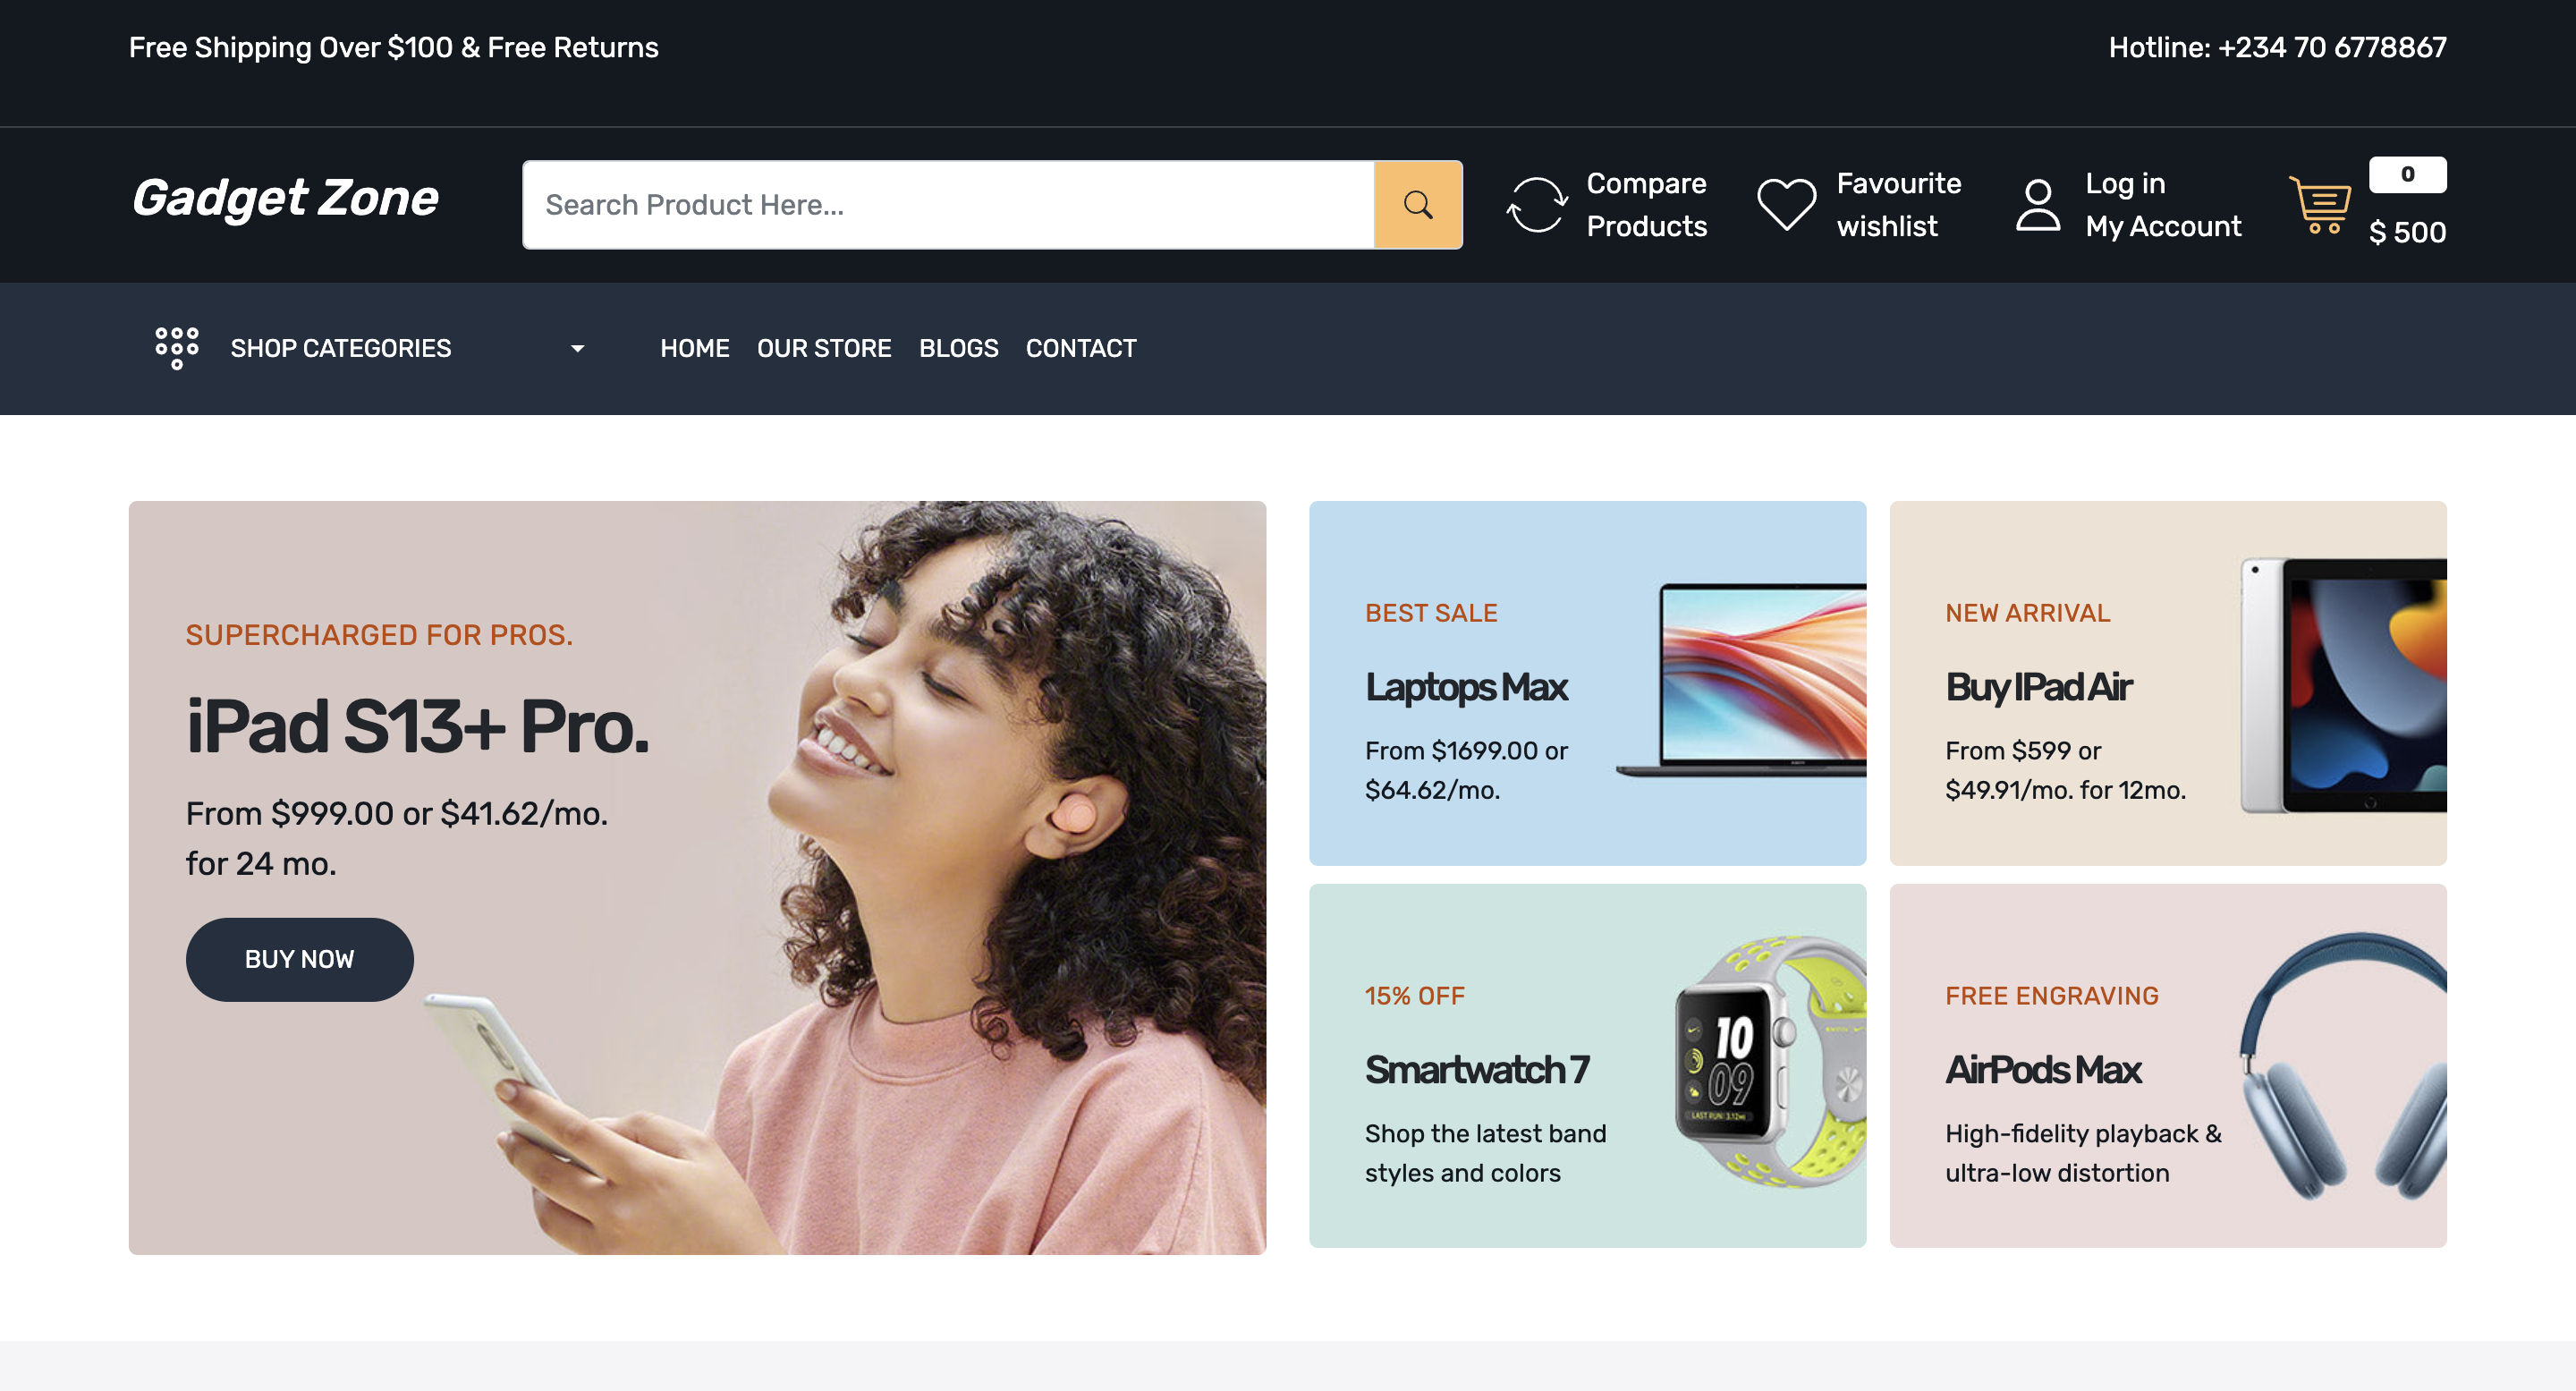 Free Shipping Over $100 & Free Returns
Hotline: +234 70 6778867
Gadget Zone
Search Product Here...
Compare
Products
Favourite
wishlist
Log in
My Account
0
$ 500
SHOP CATEGORIES
HOME
OUR STORE
BLOGS
CONTACT
SUPERCHARGED FOR PROS.
iPad S13+ Pro.
From $999.00 or $41.62/mo.
for 24 mo.
BUY NOW
BEST SALE
Laptops Max
From $1699.00 or
$64.62/mo.
NEW ARRIVAL
Buy IPad Air
From $599 or
$49.91/mo. for 12mo.
15% OFF
Smartwatch 7
Shop the latest band
styles and colors
10
09
LAST RUN: 3.12mi
FREE ENGRAVING
AirPods Max
High-fidelity playback &
ultra-low distortion